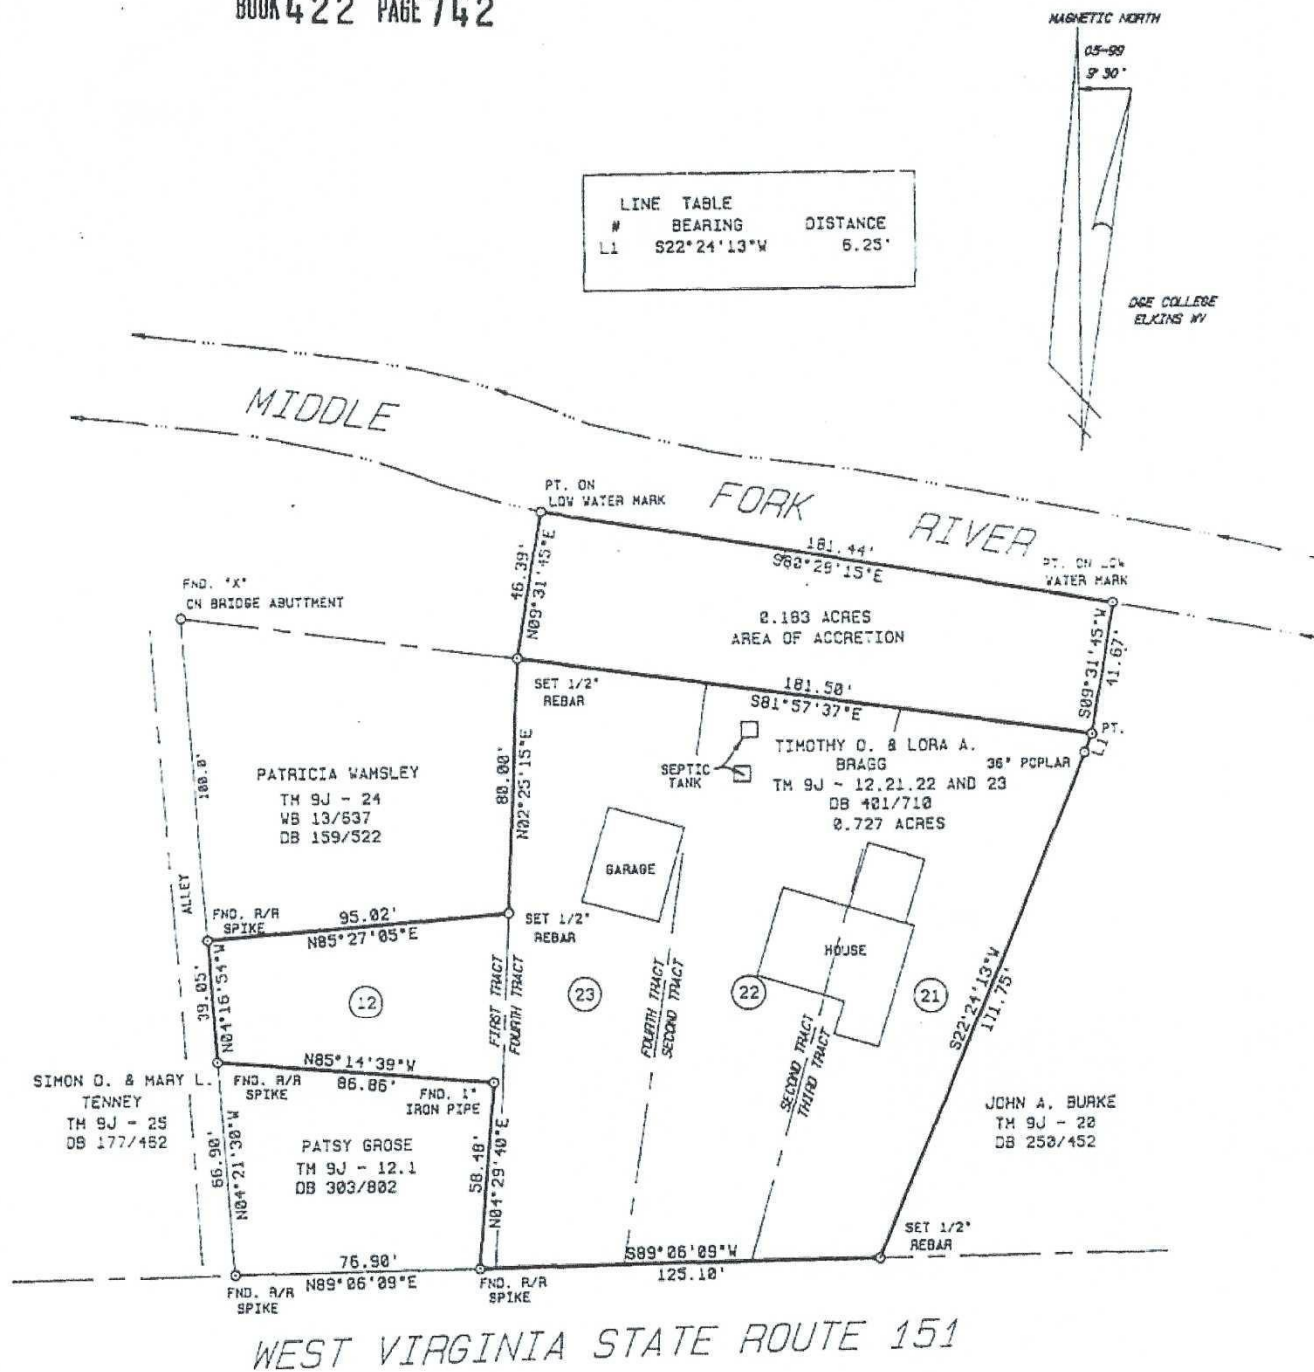 BOOK 422 PAGE 742
MAGNETIC NORTH
05-99
9°30'
LINE TABLE
# BEARING DISTANCE
L1 S22°24'13"W 6.25'
ELKINS WV
COLLEGE
MIDDLE
FORK
RIVER
PT. ON
LOW WATER MARK
181.44'
S80°28'15"E
PT. ON LOW
WATER MARK
46.39'
N09°31'45"E
FND. "X"
ON BRIDGE ABUTTMENT
0.183 ACRES
AREA OF ACCRETION
S09°31'45"W
41.67'
SET 1/2"
REBAR
181.50'
S81°57'37"E
PT.
L1
36" POPLAR
TIMOTHY O. & LORA A.
BRAGG
TM 9J - 12.21.22 AND 23
DB 401/710
0.727 ACRES
SEPTIC
TANK
PATRICIA WAMSLEY
TM 9J - 24
WB 13/637
DB 159/522
100.0'
80.00'
N02°25'15"E
ALLEY
GARAGE
HOUSE
FND. R/R
SPIKE
95.02'
N85°27'05"E
SET 1/2"
REBAR
39.05'
N04°16'54"W
12
23
22
21
FIRST TRACT
FOURTH TRACT
FOURTH TRACT
SECOND TRACT
SECOND TRACT
THIRD TRACT
S22°24'13"W
171.75'
N85°14'39"W
86.86'
FND. R/R
SPIKE
FND. 1"
IRON PIPE
SIMON O. & MARY L.
TENNEY
TM 9J - 25
DB 177/462
66.90'
N04°21'30"W
PATSY GROSE
TM 9J - 12.1
DB 303/802
58.48'
N04°29'40"E
JOHN A. BURKE
TM 9J - 20
DB 250/452
SET 1/2"
REBAR
76.90'
N89°06'09"E
S89°06'09"W
125.10'
FND. R/R
SPIKE
FND. R/R
SPIKE
WEST VIRGINIA STATE ROUTE 151